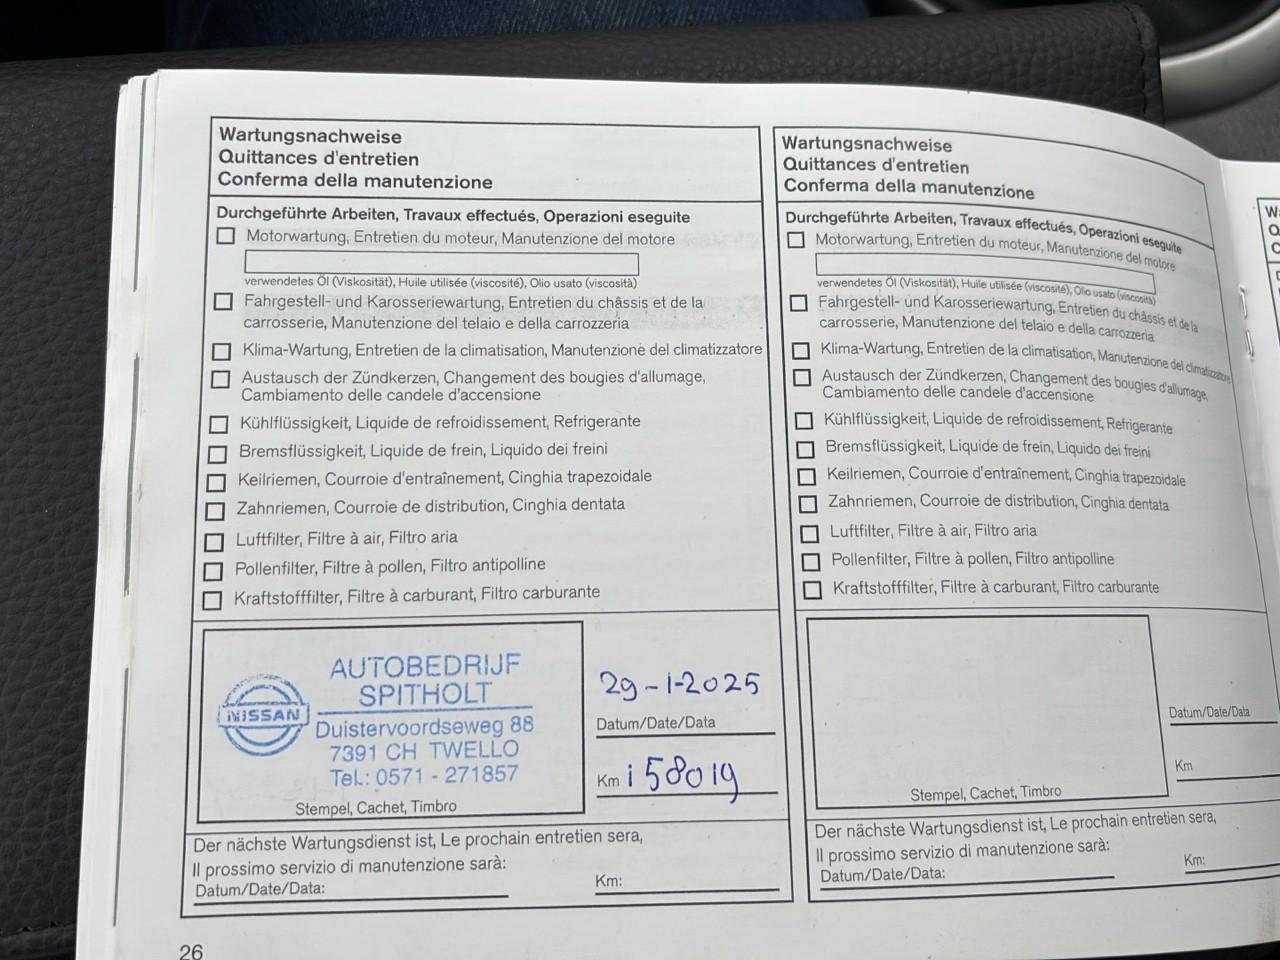 Wartungsnachweise
Quittances d'entretien
Conferma della manutenzione
Durchgeführte Arbeiten, Travaux effectués, Operazioni eseguite
Motorwartung, Entretien du moteur, Manutenzione del motore
verwendetes Öl (Viskosität), Huile utilisée (viscosité), Olio usato (viscosità)
Fahrgestell- und Karosseriewartung, Entretien du châssis et de la
carrosserie, Manutenzione del telaio e della carrozzeria
Klima-Wartung, Entretien de la climatisation, Manutenzione del climatizzatore
Austausch der Zündkerzen, Changement des bougies d'allumage,
Cambiamento delle candele d'accensione
Kühlflüssigkeit, Liquide de refroidissement, Refrigerante
Bremsflüssigkeit, Liquide de frein, Liquido dei freini
Keilriemen, Courroie d'entraînement, Cinghia trapezoidale
Zahnriemen, Courroie de distribution, Cinghia dentata
Luftfilter, Filtre à air, Filtro aria
Pollenfilter, Filtre à pollen, Filtro antipolline
Kraftstofffilter, Filtre à carburant, Filtro carburante
NISSAN
AUTOBEDRIJF
SPITHOLT
Duistervoordseweg 88
7391 CH TWELLO
Tel.: 0571 - 271857
Stempel, Cachet, Timbro
29-1-2025
Datum/Date/Data
Km 158019
Der nächste Wartungsdienst ist, Le prochain entretien sera,
Il prossimo servizio di manutenzione sarà:
Datum/Date/Data:
Km:
26
Wartungsnachweise
Quittances d'entretien
Conferma della manutenzione
Durchgeführte Arbeiten, Travaux effectués, Operazioni eseguite
Motorwartung, Entretien du moteur, Manutenzione del motore
verwendetes Öl (Viskosität), Huile utilisée (viscosité), Olio usato (viscosità)
Fahrgestell- und Karosseriewartung, Entretien du châssis et de la
carrosserie, Manutenzione del telaio e della carrozzeria
Klima-Wartung, Entretien de la climatisation, Manutenzione del climatizzatore
Austausch der Zündkerzen, Changement des bougies d'allumage,
Cambiamento delle candele d'accensione
Kühlflüssigkeit, Liquide de refroidissement, Refrigerante
Bremsflüssigkeit, Liquide de frein, Liquido dei freini
Keilriemen, Courroie d'entraînement, Cinghia trapezoidale
Zahnriemen, Courroie de distribution, Cinghia dentata
Luftfilter, Filtre à air, Filtro aria
Pollenfilter, Filtre à pollen, Filtro antipolline
Kraftstofffilter, Filtre à carburant, Filtro carburante
Stempel, Cachet, Timbro
Datum/Date/Data
Km
Der nächste Wartungsdienst ist, Le prochain entretien sera,
Il prossimo servizio di manutenzione sarà:
Datum/Date/Data:
Km: